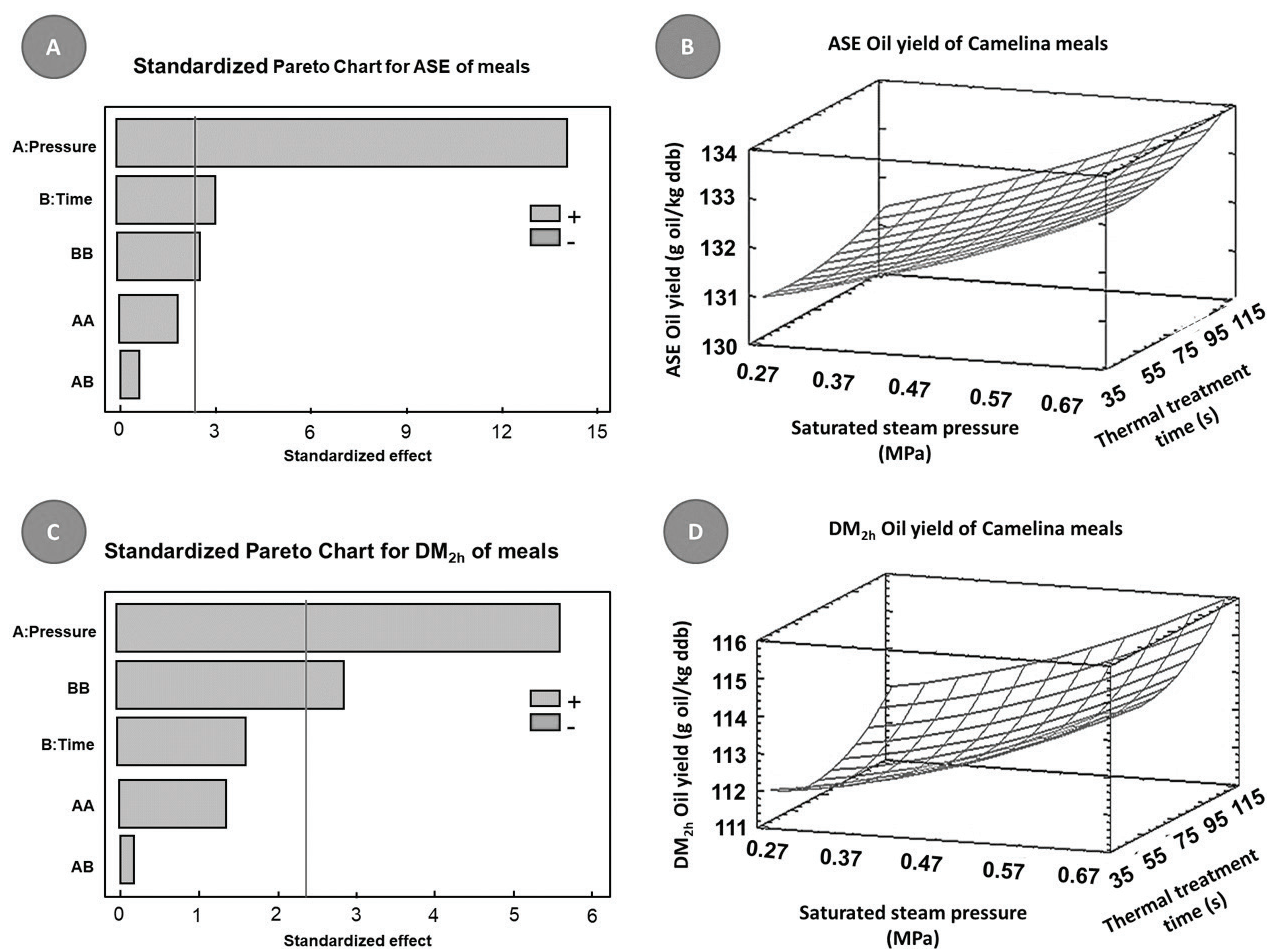 A
Standardized Pareto Chart for ASE of meals
A:Pressure
B:Time
BB
AA
AB
+
-
0 3 6 9 12 15
Standardized effect
B
ASE Oil yield of Camelina meals
ASE Oil yield (g oil/kg ddb)
134
133
132
131
130
0.27 0.37 0.47 0.57 0.67
Saturated steam pressure
(MPa)
35 55 75 95 115
Thermal treatment
time (s)
C
Standardized Pareto Chart for DM2h of meals
A:Pressure
BB
B:Time
AA
AB
+
-
0 1 2 3 4 5 6
Standardized effect
D
DM2h Oil yield of Camelina meals
DM2h Oil yield (g oil/kg ddb)
116
115
114
113
112
111
0.27 0.37 0.47 0.57 0.67
Saturated steam pressure
(MPa)
35 55 75 95 115
Thermal treatment
time (s)